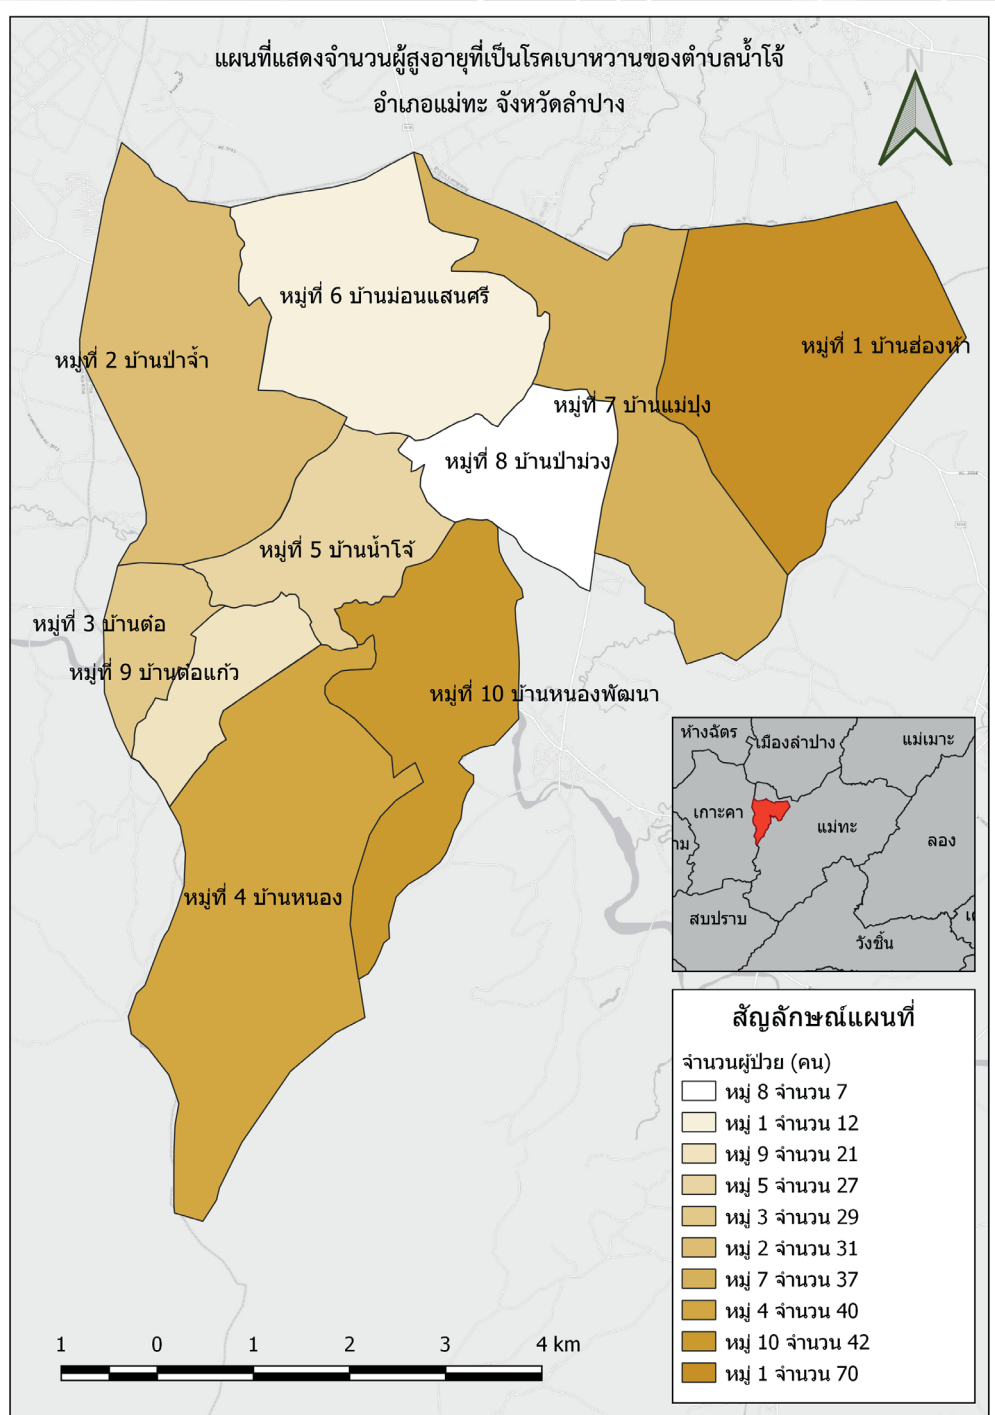 แผนที่แสดงจำนวนผู้สูงอายุที่เป็นโรคเบาหวานของตำบลน้ำโจ้
อำเภอแม่ทะ จังหวัดลำปาง
N
หมู่ที่ 6 บ้านม่อนแสนศรี
หมู่ที่ 1 บ้านฮ่องห้า
หมู่ที่ 2 บ้านป่าจ้ำ
หมู่ที่ 7 บ้านแม่ปุง
หมู่ที่ 8 บ้านป่าม่วง
หมู่ที่ 5 บ้านน้ำโจ้
หมู่ที่ 3 บ้านต๋อ
หมู่ที่ 9 บ้านต๋อแก้ว
หมู่ที่ 10 บ้านหนองพัฒนา
หมู่ที่ 4 บ้านหนอง
ห้างฉัตร
เมืองลำปาง
แม่เมาะ
เกาะคา
แม่ทะ
ลอง
สบปราบ
วังชิ้น
สัญลักษณ์แผนที่
จำนวนผู้ป่วย (คน)
หมู่ 8 จำนวน 7
หมู่ 1 จำนวน 12
หมู่ 9 จำนวน 21
หมู่ 5 จำนวน 27
หมู่ 3 จำนวน 29
หมู่ 2 จำนวน 31
หมู่ 7 จำนวน 37
หมู่ 4 จำนวน 40
หมู่ 10 จำนวน 42
หมู่ 1 จำนวน 70
1 0 1 2 3 4 km